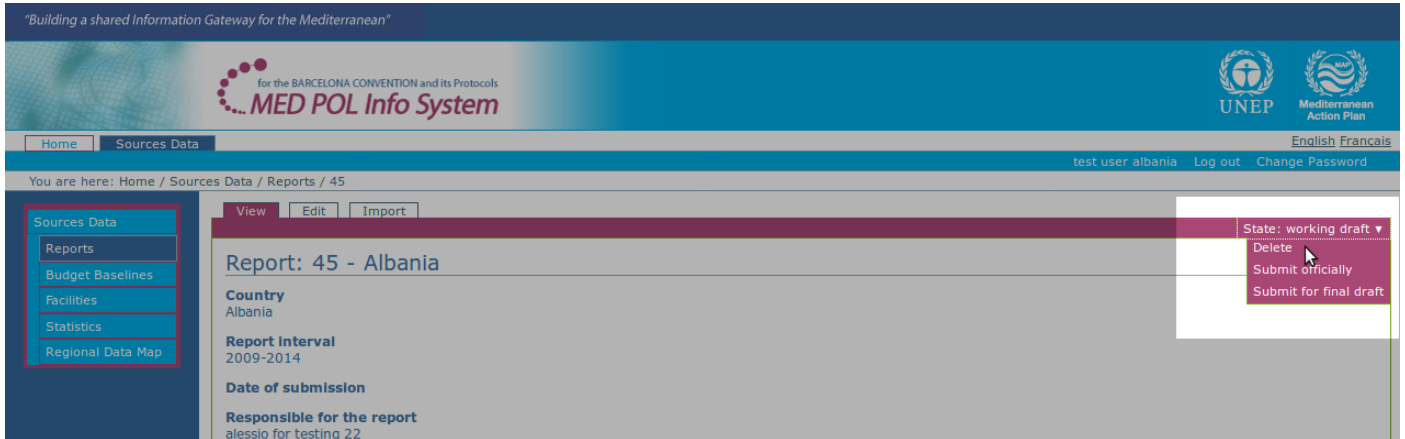 "Building a shared Information Gateway for the Mediterranean"
for the BARCELONA CONVENTION and its Protocols
MED POL Info System
UNEP
MAP
Mediterranean
Action Plan
Home Sources Data
English Français
test user albania Log out Change Password
You are here: Home / Sources Data / Reports / 45
Sources Data
Reports
Budget Baselines
Facilities
Statistics
Regional Data Map
View Edit Import
State: working draft ▼
Delete
Submit officially
Submit for final draft
Report: 45 - Albania
Country
Albania
Report interval
2009-2014
Date of submission
Responsible for the report
alessio for testing 22